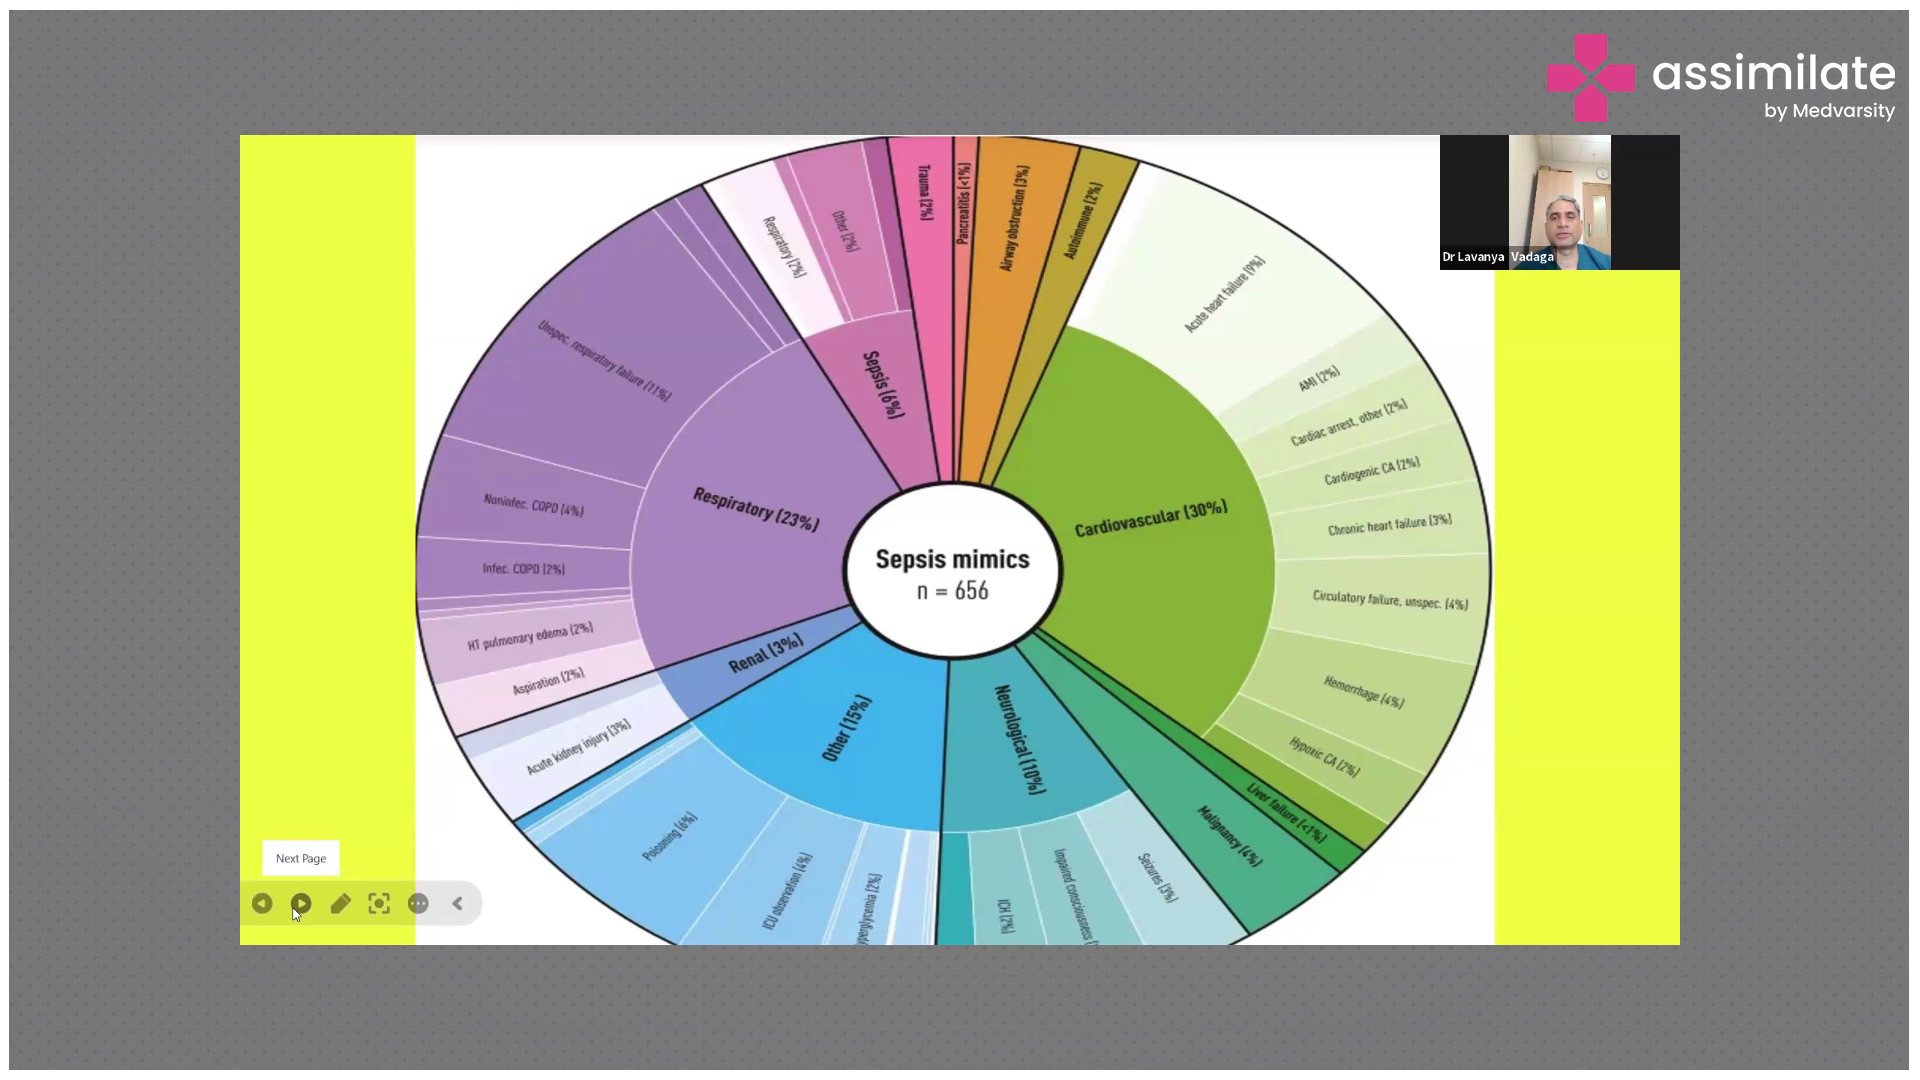 assimilate
by Medvarsity
Dr Lavanya Vadaga
Sepsis mimics
n = 656
Trauma (2%)
Pancreatitis (<1%)
Airway obstruction (3%)
Autoimmune (2%)
Cardiovascular (30%)
Acute heart failure (9%)
AMI (2%)
Cardiac arrest, other (2%)
Cardiogenic CA (2%)
Chronic heart failure (3%)
Circulatory failure, unspec. (4%)
Hemorrhage (4%)
Hypoxic CA (2%)
Liver failure (<1%)
Malignancy (4%)
Neurological (10%)
Seizures (3%)
Impaired consciousness
ICH (2%)
Other (15%)
yperglycemia (2%)
ICU observation (4%)
Poisoning (6%)
Renal (3%)
Acute kidney injury (3%)
Respiratory (23%)
Aspiration (2%)
HT pulmonary edema (2%)
Infec. COPD (2%)
Noninfec. COPD (4%)
Unspec. respiratory failure (11%)
Sepsis (6%)
Respiratory (2%)
Other (2%)
Next Page